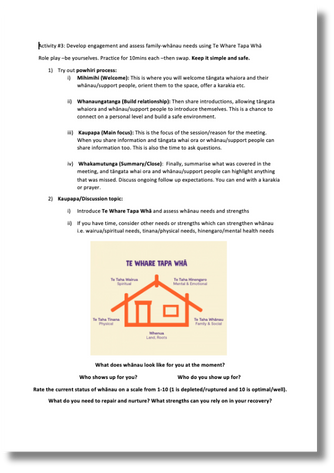 Activity #3: Develop engagement and assess family-whānau needs using Te Whare Tapa Whā
Role play –be yourselves. Practice for 10mins each –then swap. Keep it simple and safe.
1) Try out powhiri process:
i) Mihimihi (Welcome): This is where you will welcome tāngata whaiora and their
whānau/support people, orient them to the space, offer a karakia etc.
ii) Whanaungatanga (Build relationship): Then share introductions, allowing tāngata
whaiora and whānau/support people to introduce themselves. This is a chance to
connect on a personal level and build a safe environment.
iii) Kaupapa (Main focus): This is the focus of the session/reason for the meeting.
When you share information and tāngata whai ora or whānau/support people can
share information too. This is also the time to ask questions.
iv) Whakamutunga (Summary/Close): Finally, summarise what was covered in the
meeting, and tāngata whai ora and whānau/support people can highlight anything
that was missed. Discuss ongoing follow up expectations. You can end with a karakia
or prayer.
2) Kaupapa/Discussion topic:
i) Introduce Te Whare Tapa Whā and assess whānau needs and strengths
ii) If you have time, consider other needs or strengths which can strengthen whānau
i.e. wairua/spiritual needs, tinana/physical needs, hinengaro/mental health needs
TE WHARE TAPA WHĀ
Te Taha Wairua
Spiritual
Te Taha Hinengaro
Mental & Emotional
Te Taha Tinana
Physical
Te Taha Whānau
Family & Social
Whenua
Land, Roots
What does whānau look like for you at the moment?
Who shows up for you? Who do you show up for?
Rate the current status of whānau on a scale from 1-10 (1 is depleted/ruptured and 10 is optimal/well).
What do you need to repair and nurture? What strengths can you rely on in your recovery?